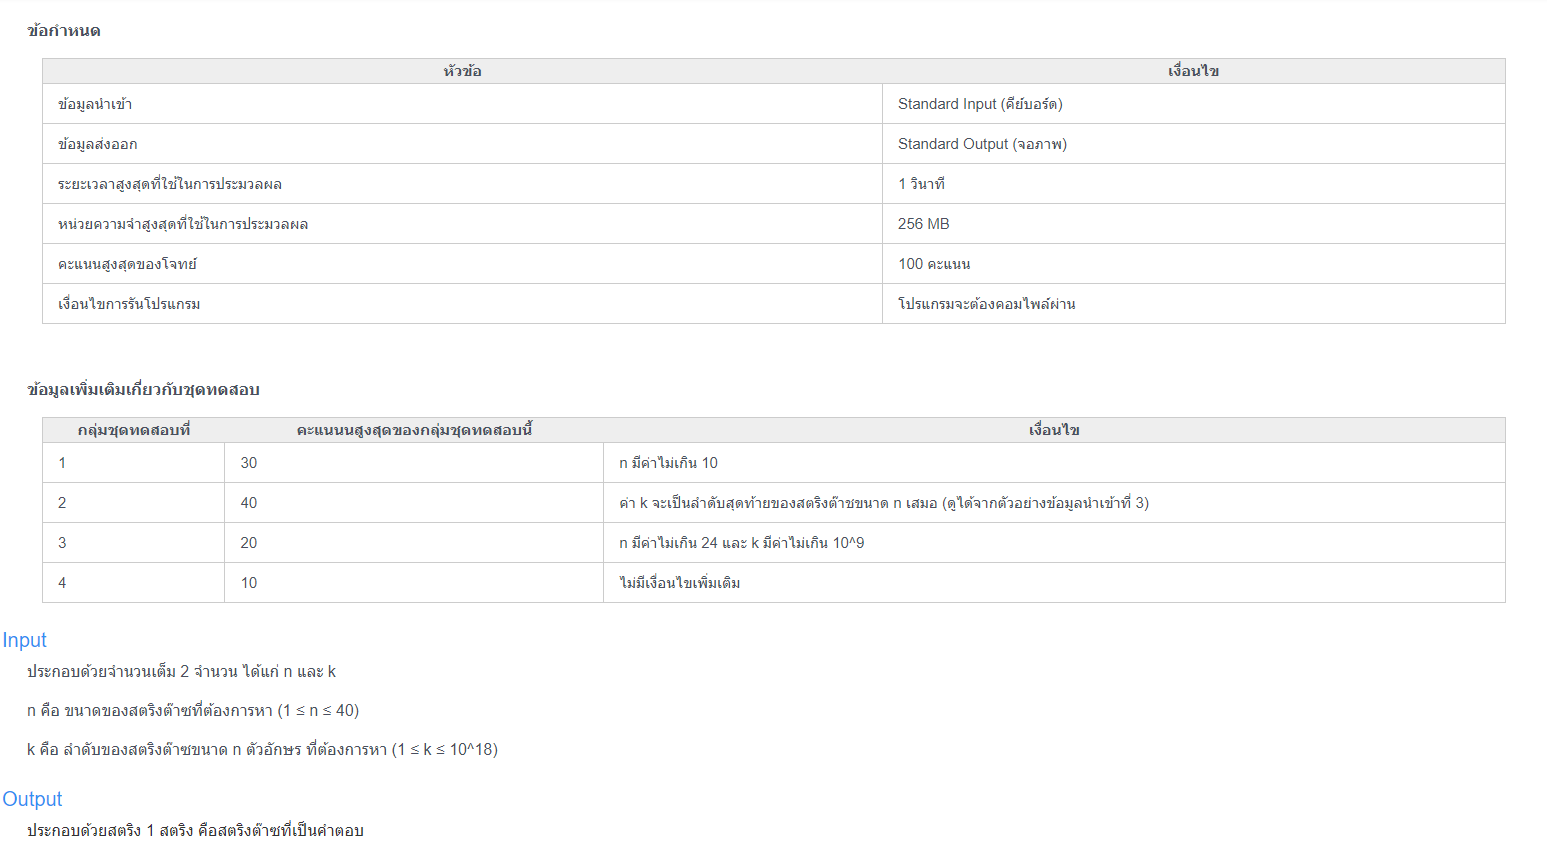 ข้อกำหนด
หัวข้อ เงื่อนไข
ข้อมูลนำเข้า Standard Input (คีย์บอร์ด)
ข้อมูลส่งออก Standard Output (จอภาพ)
ระยะเวลาสูงสุดที่ใช้ในการประมวลผล 1 วินาที
หน่วยความจำสูงสุดที่ใช้ในการประมวลผล 256 MB
คะแนนสูงสุดของโจทย์ 100 คะแนน
เงื่อนไขการรันโปรแกรม โปรแกรมจะต้องคอมไพล์ผ่าน
ข้อมูลเพิ่มเติมเกี่ยวกับชุดทดสอบ
กลุ่มชุดทดสอบที่ คะแนนนสูงสุดของกลุ่มชุดทดสอบนี้ เงื่อนไข
1 30 n มีค่าไม่เกิน 10
2 40 ค่า k จะเป็นลำดับสุดท้ายของสตริงต๊าซขนาด n เสมอ (ดูได้จากตัวอย่างข้อมูลนำเข้าที่ 3)
3 20 n มีค่าไม่เกิน 24 และ k มีค่าไม่เกิน 10^9
4 10 ไม่มีเงื่อนไขเพิ่มเติม
Input
ประกอบด้วยจำนวนเต็ม 2 จำนวน ได้แก่ n และ k
n คือ ขนาดของสตริงต๊าซที่ต้องการหา (1 ≤ n ≤ 40)
k คือ ลำดับของสตริงต๊าซขนาด n ตัวอักษร ที่ต้องการหา (1 ≤ k ≤ 10^18)
Output
ประกอบด้วยสตริง 1 สตริง คือสตริงต๊าซที่เป็นคำตอบ